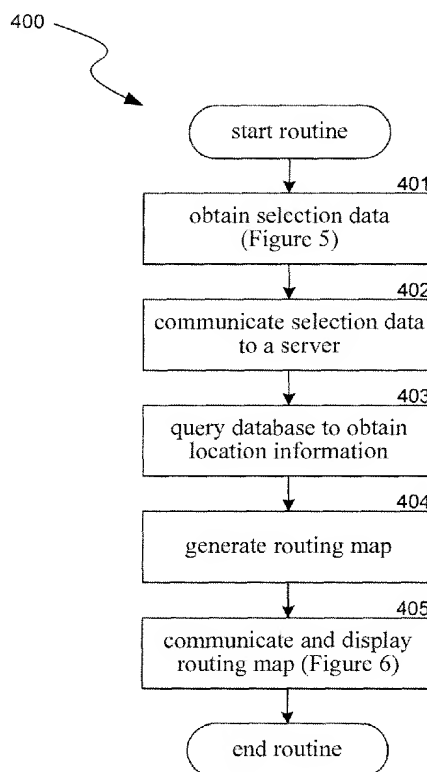 400
start routine
401
obtain selection data
(Figure 5)
402
communicate selection data
to a server
403
query database to obtain
location information
404
generate routing map
405
communicate and display
routing map (Figure 6)
end routine